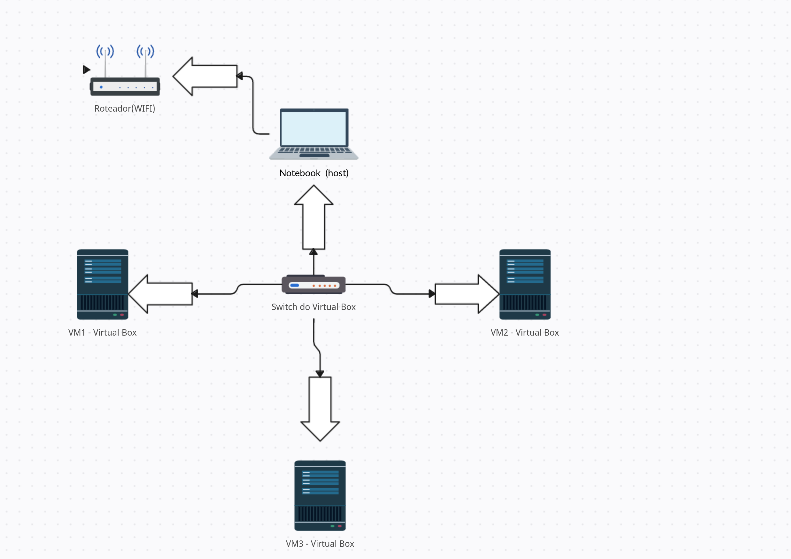 Roteador(WIFI)
Notebook (host)
Switch do Virtual Box
VM1 - Virtual Box
VM2 - Virtual Box
VM3 - Virtual Box